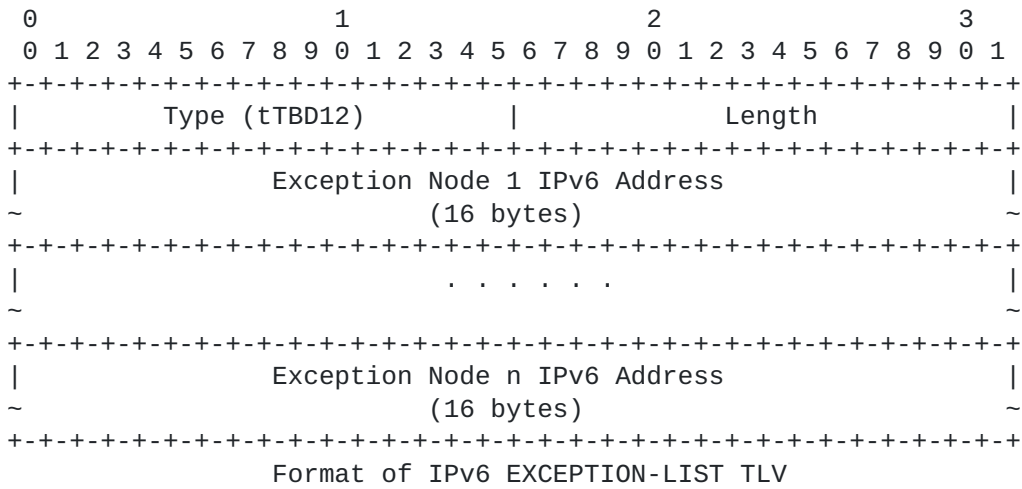 0                   1                   2                   3
 0 1 2 3 4 5 6 7 8 9 0 1 2 3 4 5 6 7 8 9 0 1 2 3 4 5 6 7 8 9 0 1
+-+-+-+-+-+-+-+-+-+-+-+-+-+-+-+-+-+-+-+-+-+-+-+-+-+-+-+-+-+-+-+-+
|         Type (tTBD12)         |             Length            |
+-+-+-+-+-+-+-+-+-+-+-+-+-+-+-+-+-+-+-+-+-+-+-+-+-+-+-+-+-+-+-+-+
|                Exception Node 1 IPv6 Address                  |
~                          (16 bytes)                           ~
+-+-+-+-+-+-+-+-+-+-+-+-+-+-+-+-+-+-+-+-+-+-+-+-+-+-+-+-+-+-+-+-+
|                           . . . . . .                         |
~                                                               ~
+-+-+-+-+-+-+-+-+-+-+-+-+-+-+-+-+-+-+-+-+-+-+-+-+-+-+-+-+-+-+-+-+
|                Exception Node n IPv6 Address                  |
~                          (16 bytes)                           ~
+-+-+-+-+-+-+-+-+-+-+-+-+-+-+-+-+-+-+-+-+-+-+-+-+-+-+-+-+-+-+-+-+
                 Format of IPv6 EXCEPTION-LIST TLV